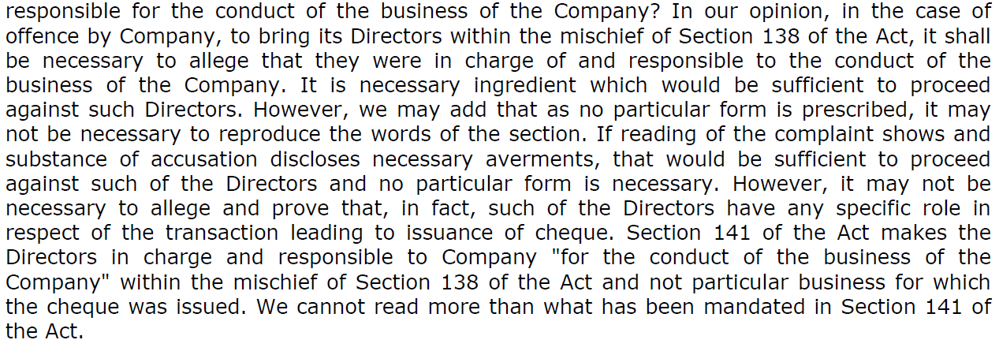 responsible for the conduct of the business of the Company? In our opinion, in the case of
offence by Company, to bring its Directors within the mischief of Section 138 of the Act, it shall
be necessary to allege that they were in charge of and responsible to the conduct of the
business of the Company. It is necessary ingredient which would be sufficient to proceed
against such Directors. However, we may add that as no particular form is prescribed, it may
not be necessary to reproduce the words of the section. If reading of the complaint shows and
substance of accusation discloses necessary averments, that would be sufficient to proceed
against such of the Directors and no particular form is necessary. However, it may not be
necessary to allege and prove that, in fact, such of the Directors have any specific role in
respect of the transaction leading to issuance of cheque. Section 141 of the Act makes the
Directors in charge and responsible to Company "for the conduct of the business of the
Company" within the mischief of Section 138 of the Act and not particular business for which
the cheque was issued. We cannot read more than what has been mandated in Section 141 of
the Act.